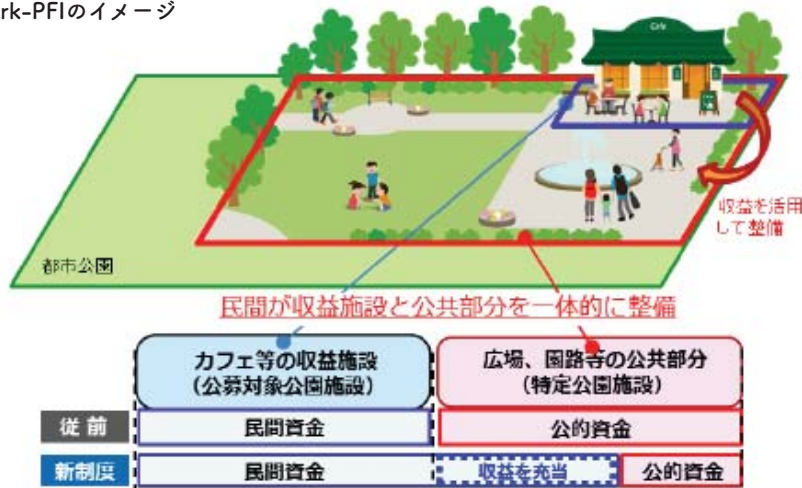 rk-PFIのイメージ
Cafe
収益を活用
して整備
都市公園
民間が収益施設と公共部分を一体的に整備
カフェ等の収益施設
（公募対象公園施設）
広場、園路等の公共部分
（特定公園施設）
従前
民間資金
公的資金
新制度
民間資金
収益を充当
公的資金